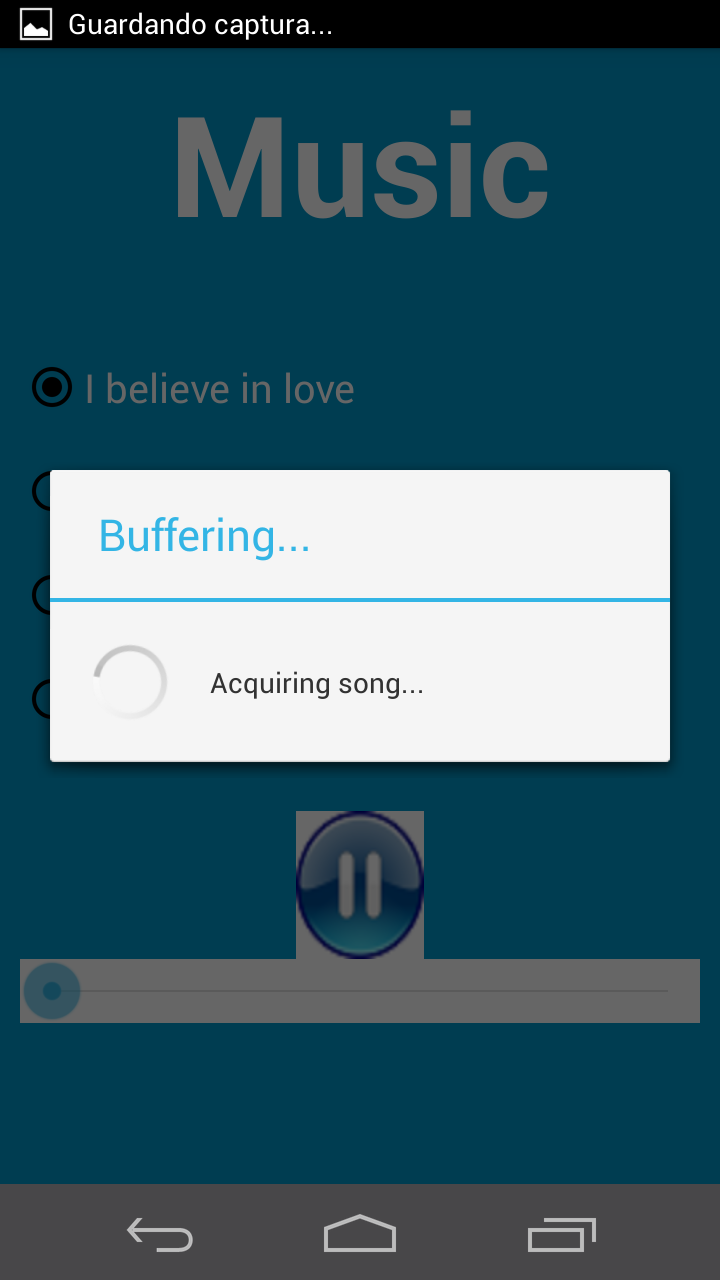 Guardando captura...
Music
I believe in love
Buffering...
Acquiring song...